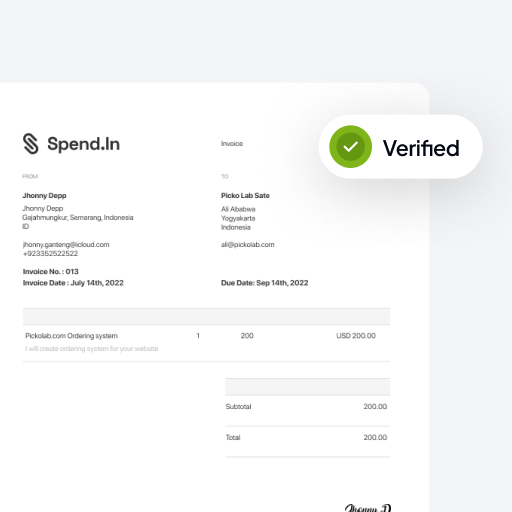 Spend.In
Invoice
Verified
FROM
TO
Jhonny Depp
Picko Lab Sate
Jhonny Depp
Ali Ababwa
Gajahmungkur, Semarang, Indonesia
Yogyakarta
ID
Indonesia
jhonny.ganteng@icloud.com
ali@pickolab.com
+923352522522
Invoice No. : 013
Invoice Date : July 14th, 2022
Due Date: Sep 14th, 2022
Pickolab.com Ordering system 1 200 USD 200.00
I will create ordering system for your website
Subtotal 200.00
Total 200.00
Jhonny D